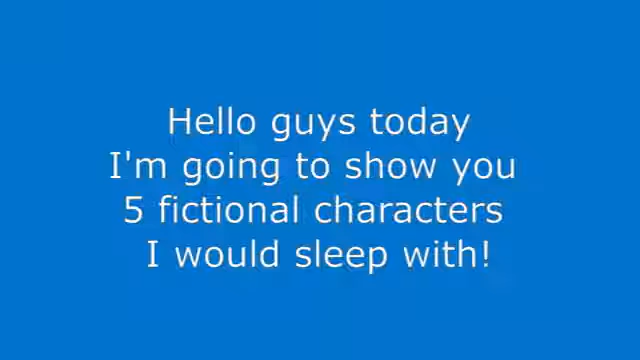 Hello guys today
I'm going to show you
5 fictional characters
I would sleep with!